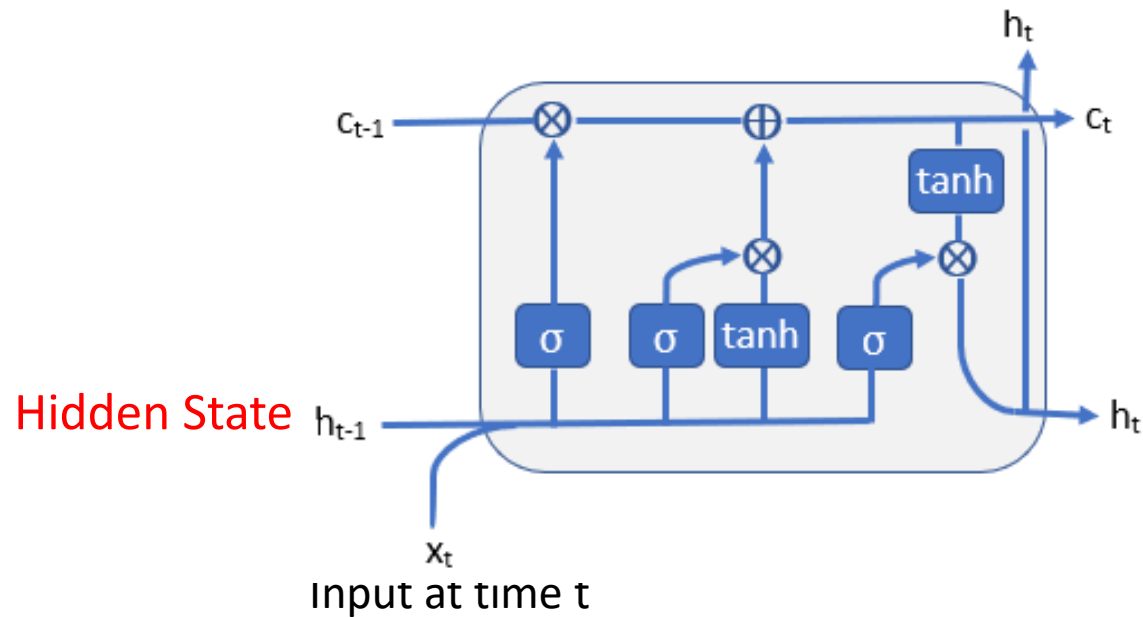 hₜ
cₜ₋₁ ⊗ ⊕ cₜ
tanh
⊗ ⊗
σ σ tanh σ
Hidden State hₜ₋₁ hₜ
xₜ
Input at time t